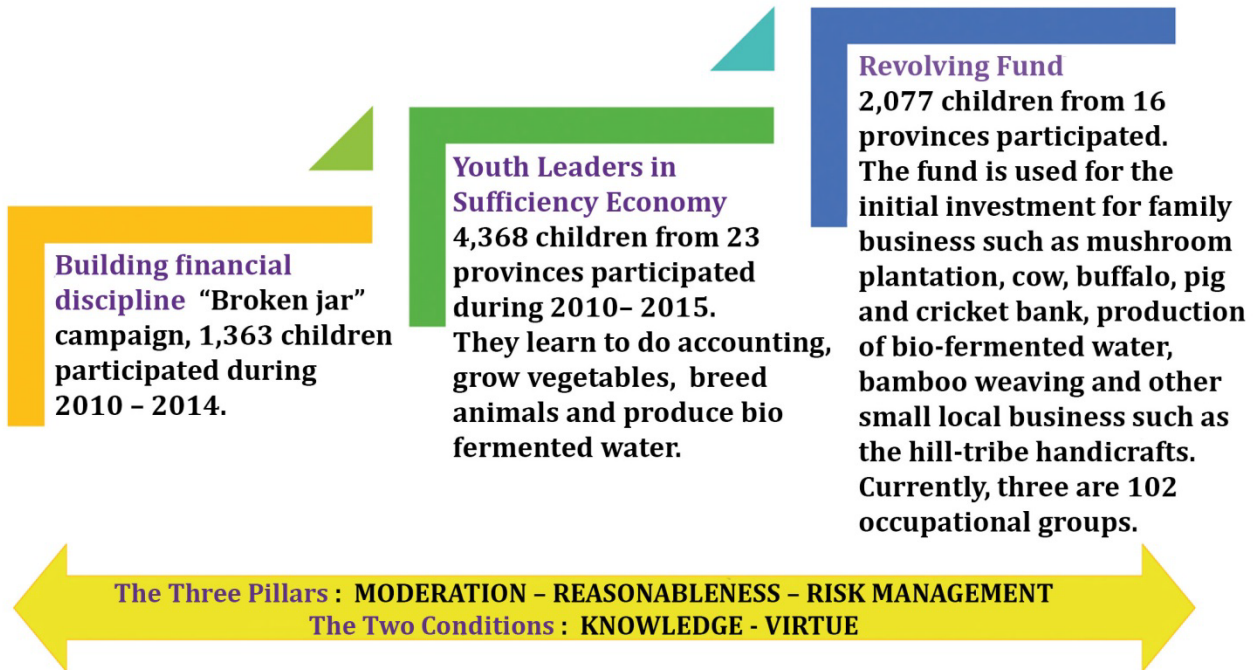 Building financial
discipline “Broken jar”
campaign, 1,363 children
participated during
2010 – 2014.
Youth Leaders in
Sufficiency Economy
4,368 children from 23
provinces participated
during 2010– 2015.
They learn to do accounting,
grow vegetables, breed
animals and produce bio
fermented water.
Revolving Fund
2,077 children from 16
provinces participated.
The fund is used for the
initial investment for family
business such as mushroom
plantation, cow, buffalo, pig
and cricket bank, production
of bio-fermented water,
bamboo weaving and other
small local business such as
the hill-tribe handicrafts.
Currently, three are 102
occupational groups.
The Three Pillars : MODERATION – REASONABLENESS – RISK MANAGEMENT
The Two Conditions : KNOWLEDGE - VIRTUE